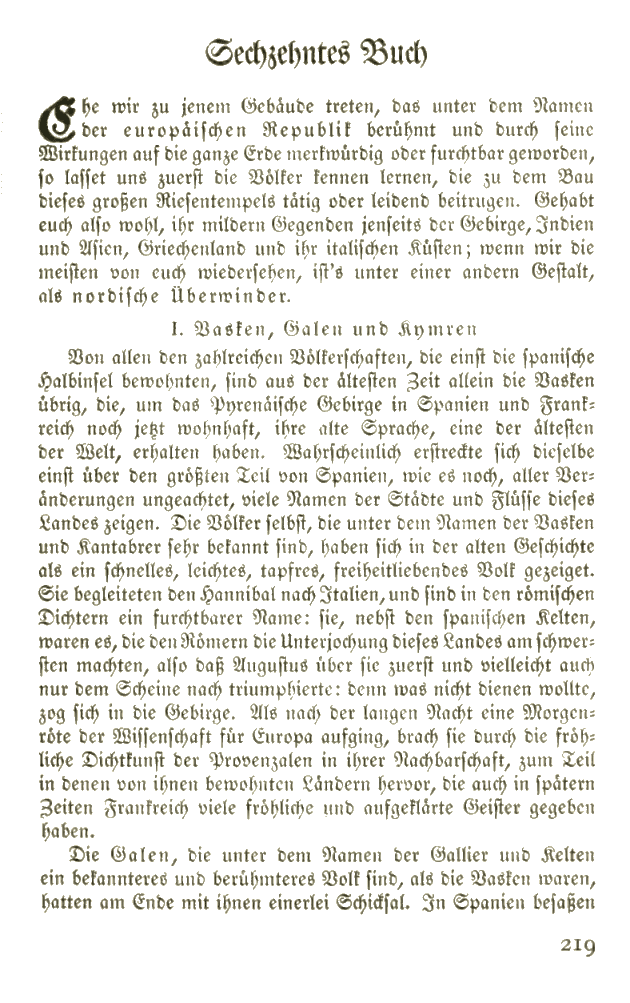 Sechzehntes Buch
Ehe wir zu jenem Gebäude treten, das unter dem Namen
der europäischen Republik berühmt und durch seine
Wirkungen auf die ganze Erde merkwürdig oder furchtbar geworden,
so lasset uns zuerst die Völker kennen lernen, die zu dem Bau
dieses großen Riesentempels tätig oder leidend beitrugen. Gehabt
euch also wohl, ihr mildern Gegenden jenseits der Gebirge, Indien
und Asien, Griechenland und ihr italischen Küsten; wenn wir die
meisten von euch wiedersehen, ist's unter einer andern Gestalt,
als nordische Überwinder.
I. Vasken, Galen und Kymren
Von allen den zahlreichen Völkerschaften, die einst die spanische
Halbinsel bewohnten, sind aus der ältesten Zeit allein die Vasken
übrig, die, um das Pyrenäische Gebirge in Spanien und Frank-
reich noch jetzt wohnhaft, ihre alte Sprache, eine der ältesten
der Welt, erhalten haben. Wahrscheinlich erstreckte sich dieselbe
einst über den größten Teil von Spanien, wie es noch, aller Ver-
änderungen ungeachtet, viele Namen der Städte und Flüsse dieses
Landes zeigen. Die Völker selbst, die unter dem Namen der Vasken
und Kantabrer sehr bekannt sind, haben sich in der alten Geschichte
als ein schnelles, leichtes, tapfres, freiheitliebendes Volk gezeiget.
Sie begleiteten den Hannibal nach Italien, und sind in den römischen
Dichtern ein furchtbarer Name: sie, nebst den spanischen Kelten,
waren es, die den Römern die Unterjochung dieses Landes am schwer-
sten machten, also daß Augustus über sie zuerst und vielleicht auch
nur dem Scheine nach triumphierte: denn was nicht dienen wollte,
zog sich in die Gebirge. Als nach der langen Nacht eine Morgen-
röte der Wissenschaft für Europa aufging, brach sie durch die fröh-
liche Dichtkunst der Provenzalen in ihrer Nachbarschaft, zum Teil
in denen von ihnen bewohnten Ländern hervor, die auch in spätern
Zeiten Frankreich viele fröhliche und aufgeklärte Geister gegeben
haben.
Die Galen, die unter dem Namen der Gallier und Kelten
ein bekannteres und berühmteres Volk sind, als die Vasken waren,
hatten am Ende mit ihnen einerlei Schicksal. In Spanien besaßen
219